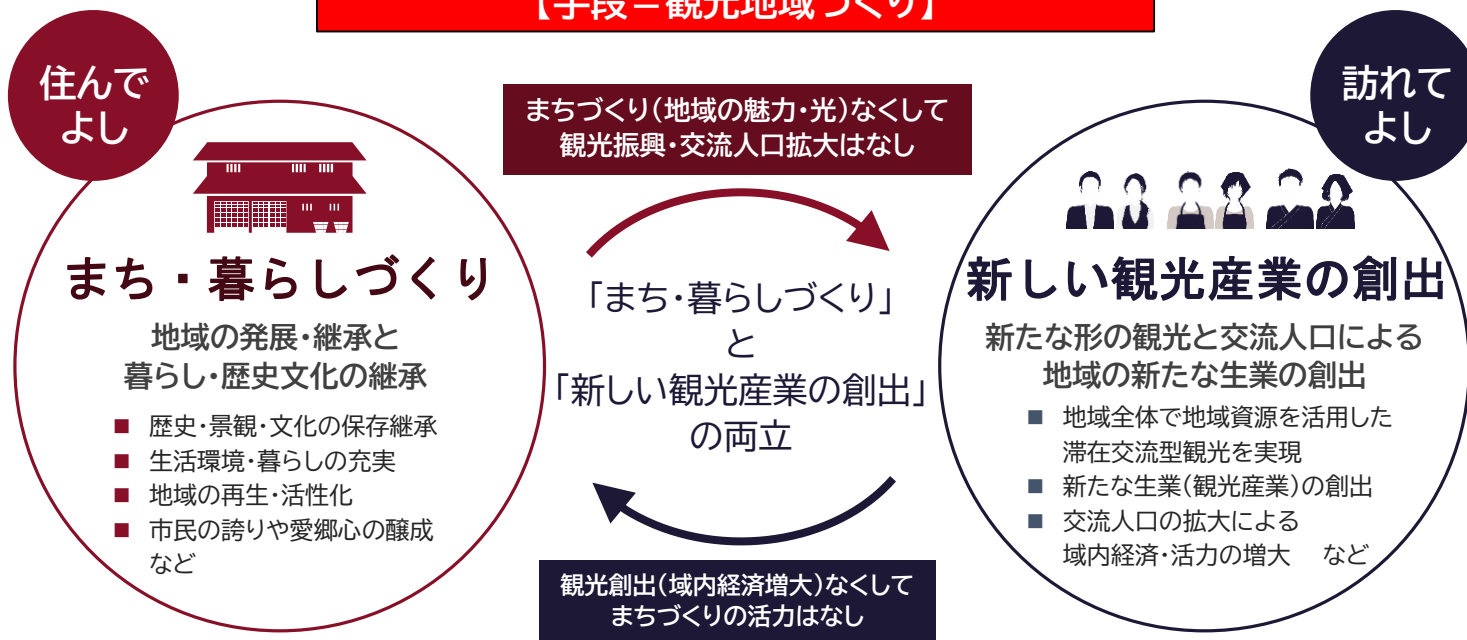 【手段=観光地域づくり】
住んで
よし
まち・暮らしづくり
地域の発展・継承と
暮らし・歴史文化の継承
■ 歴史・景観・文化の保存継承
■ 生活環境・暮らしの充実
■ 地域の再生・活性化
■ 市民の誇りや愛郷心の醸成
など
まちづくり(地域の魅力・光)なくして
観光振興・交流人口拡大はなし
「まち・暮らしづくり」
と
「新しい観光産業の創出」
の両立
観光創出(域内経済増大)なくして
まちづくりの活力はなし
訪れて
よし
新しい観光産業の創出
新たな形の観光と交流人口による
地域の新たな生業の創出
■ 地域全体で地域資源を活用した
滞在交流型観光を実現
■ 新たな生業(観光産業)の創出
■ 交流人口の拡大による
域内経済・活力の増大 など